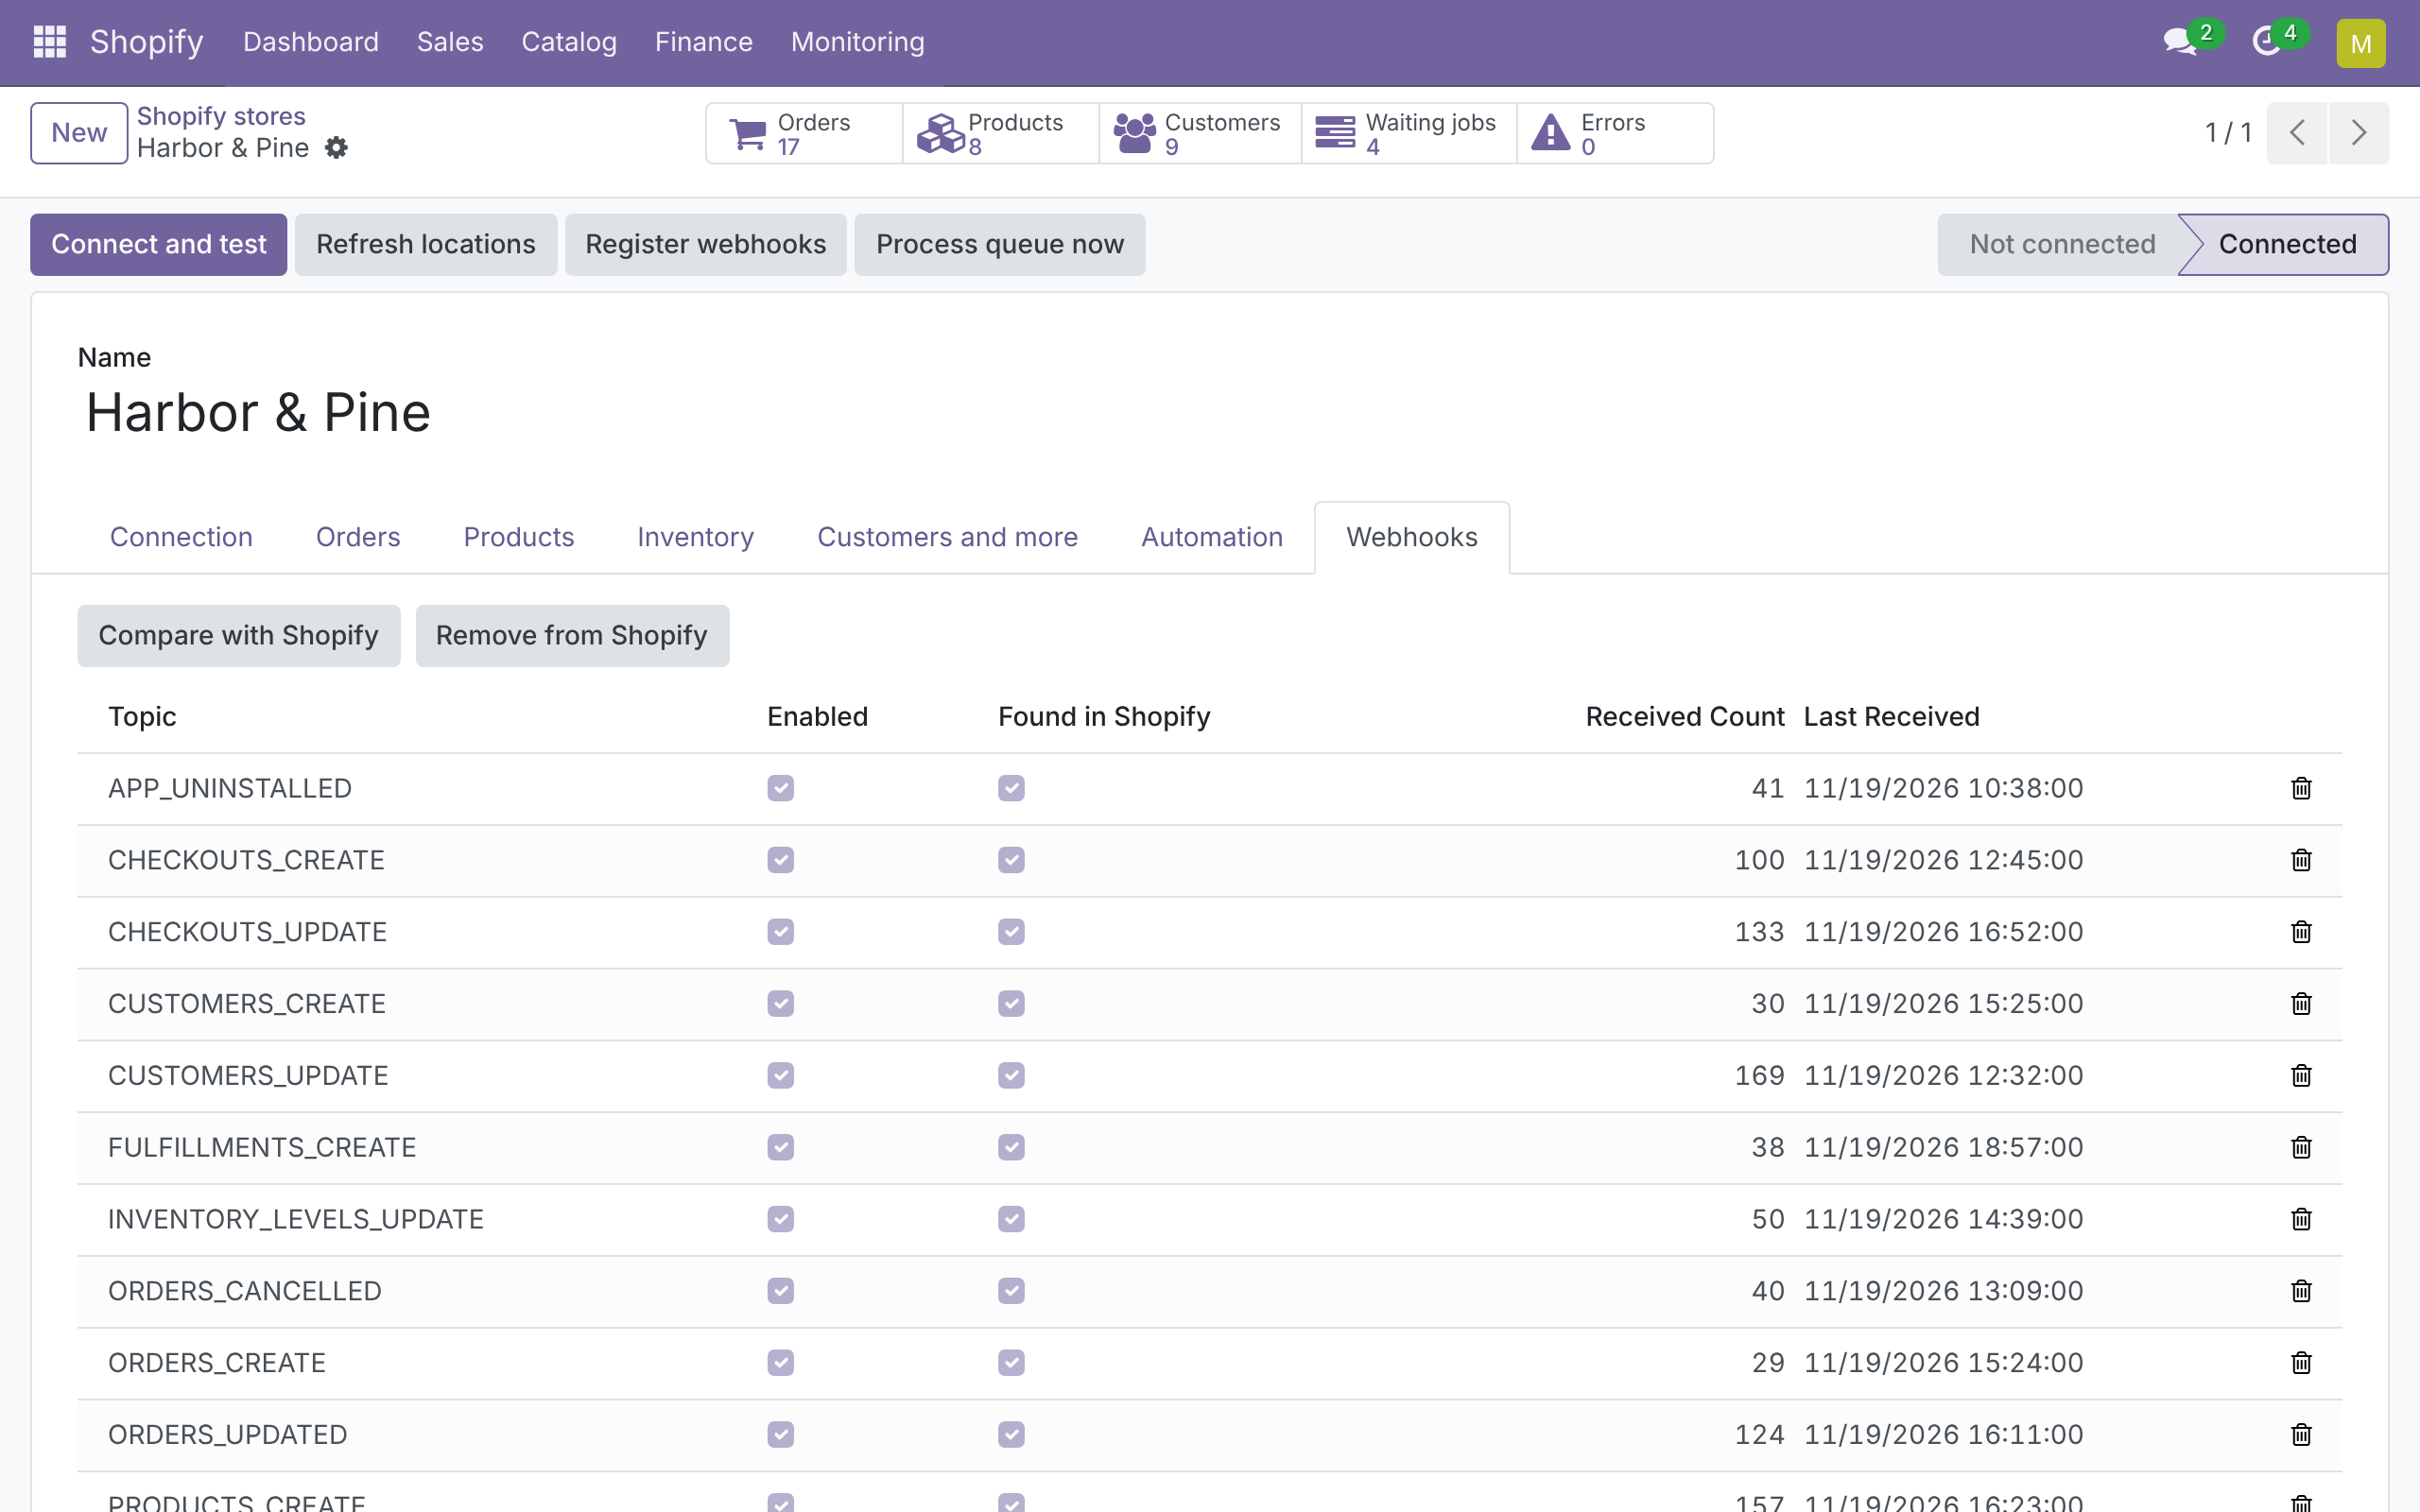 Shopify Dashboard Sales Catalog Finance Monitoring 2 4 M
New Shopify stores
Harbor & Pine
Orders 17 Products 8 Customers 9 Waiting jobs 4 Errors 0
1 / 1
Connect and test Refresh locations Register webhooks Process queue now Not connected Connected
Name
Harbor & Pine
Connection Orders Products Inventory Customers and more Automation Webhooks
Compare with Shopify Remove from Shopify
Topic Enabled Found in Shopify Received Count Last Received
APP_UNINSTALLED 41 11/19/2026 10:38:00
CHECKOUTS_CREATE 100 11/19/2026 12:45:00
CHECKOUTS_UPDATE 133 11/19/2026 16:52:00
CUSTOMERS_CREATE 30 11/19/2026 15:25:00
CUSTOMERS_UPDATE 169 11/19/2026 12:32:00
FULFILLMENTS_CREATE 38 11/19/2026 18:57:00
INVENTORY_LEVELS_UPDATE 50 11/19/2026 14:39:00
ORDERS_CANCELLED 40 11/19/2026 13:09:00
ORDERS_CREATE 29 11/19/2026 15:24:00
ORDERS_UPDATED 124 11/19/2026 16:11:00
PRODUCTS_CREATE 157 11/19/2026 16:23:00